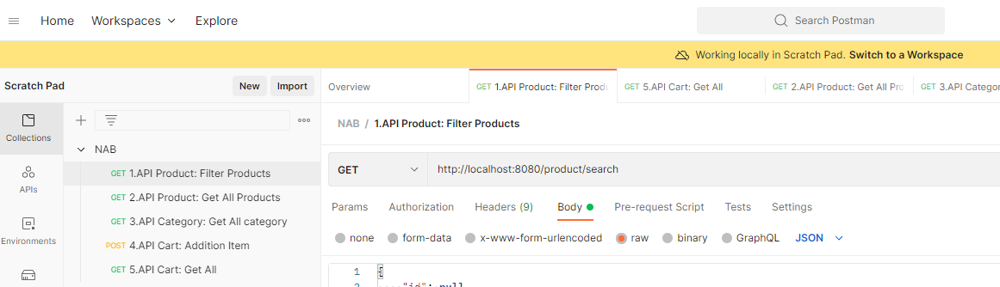 Home Workspaces Explore Search Postman
Working locally in Scratch Pad. Switch to a Workspace
Scratch Pad New Import
Overview GET 1.API Product: Filter Produ GET 5.API Cart: Get All GET 2.API Product: Get All Pro GET 3.API Categor
Collections
APIs
Environments
NAB
GET 1.API Product: Filter Products
GET 2.API Product: Get All Products
GET 3.API Category: Get All category
POST 4.API Cart: Addition Item
GET 5.API Cart: Get All
NAB / 1.API Product: Filter Products
GET http://localhost:8080/product/search
Params Authorization Headers (9) Body Pre-request Script Tests Settings
none form-data x-www-form-urlencoded raw binary GraphQL JSON
1 {
2 "id": null